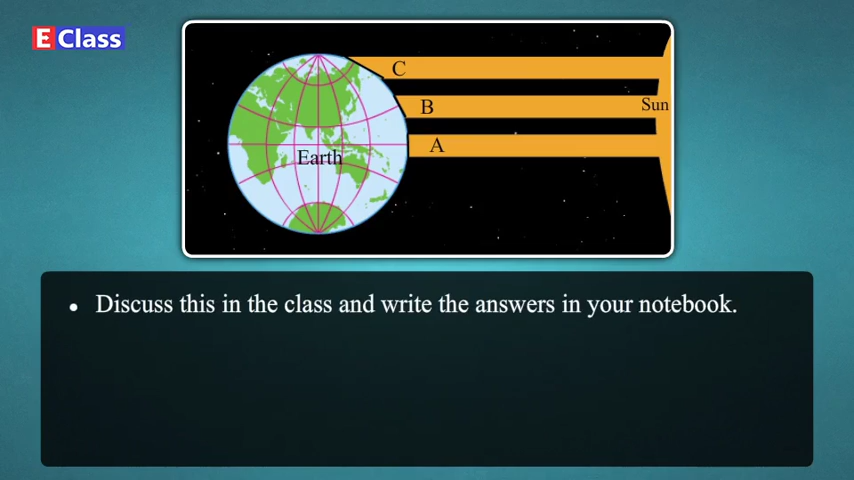 E Class
C
B
Sun
A
Earth
• Discuss this in the class and write the answers in your notebook.